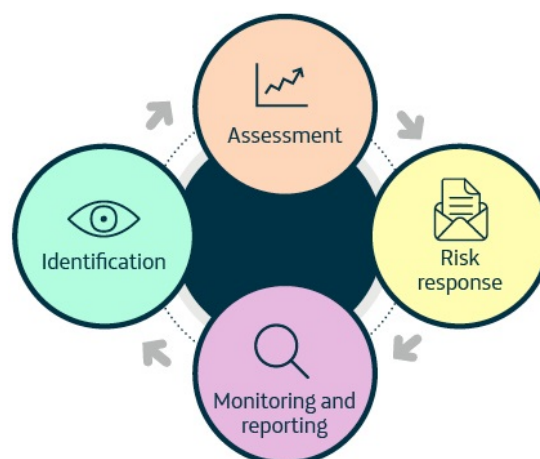 Assessment
Risk
response
Monitoring and
reporting
Identification